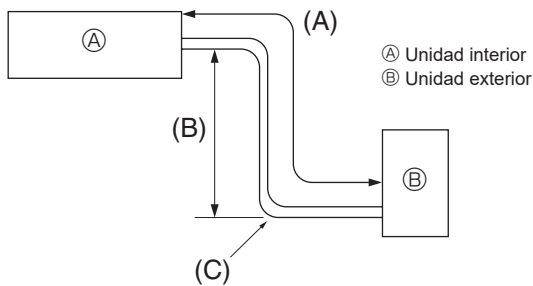 (A)
Ⓐ
Ⓐ Unidad interior
Ⓑ Unidad exterior
(B)
Ⓑ
(C)